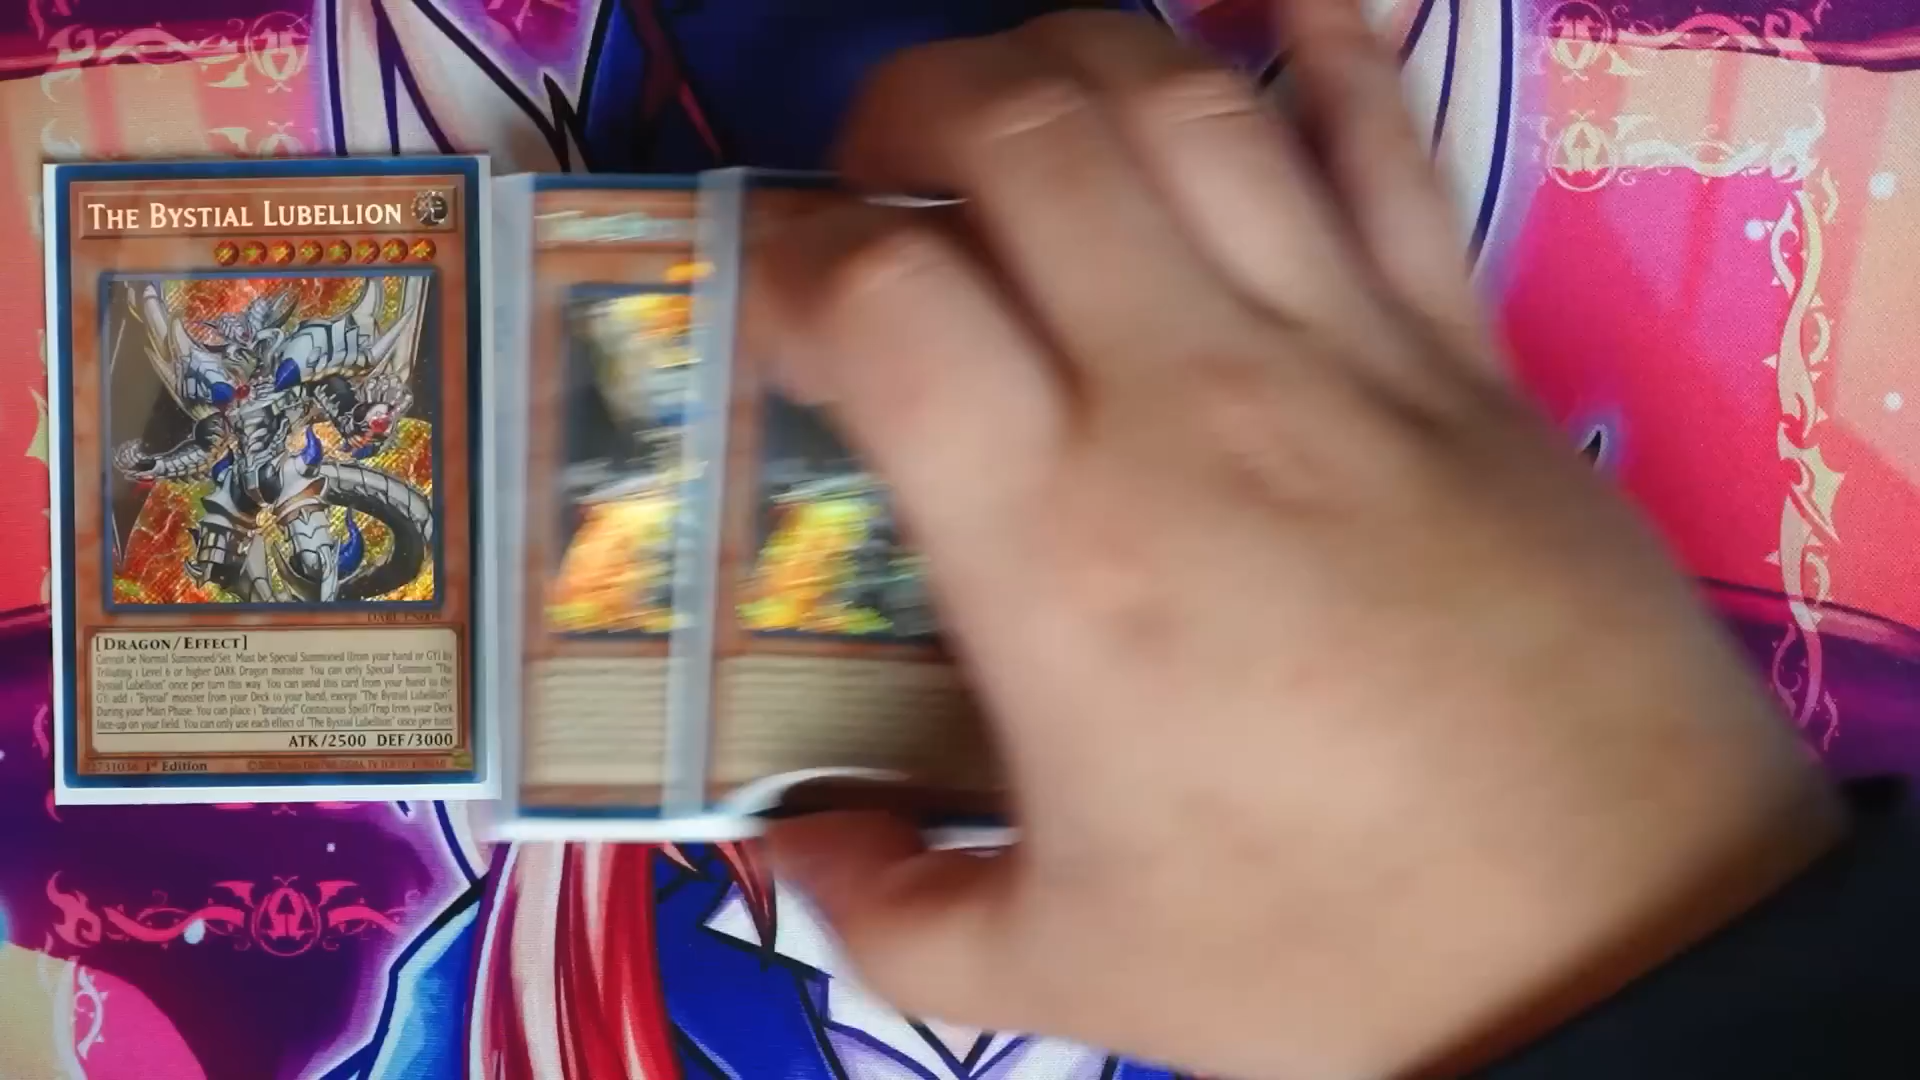 THE BYSTIAL LUBELLION
[DRAGON/EFFECT]
Cannot be Normal Summoned/Set. Must be Special Summoned (from your hand or GY) by
Tributing 1 Level 6 or higher DARK Dragon monster. You can only Special Summon "The
Bystial Lubellion" once per turn this way. You can send this card from your hand to the
GY; add 1 "Bystial" monster from your Deck to your hand, except "The Bystial Lubellion".
During your Main Phase: You can place 1 "Branded" Continuous Spell/Trap from your Deck
face-up on your field. You can only use each effect of "The Bystial Lubellion" once per turn.
ATK/2500 DEF/3000
1st Edition